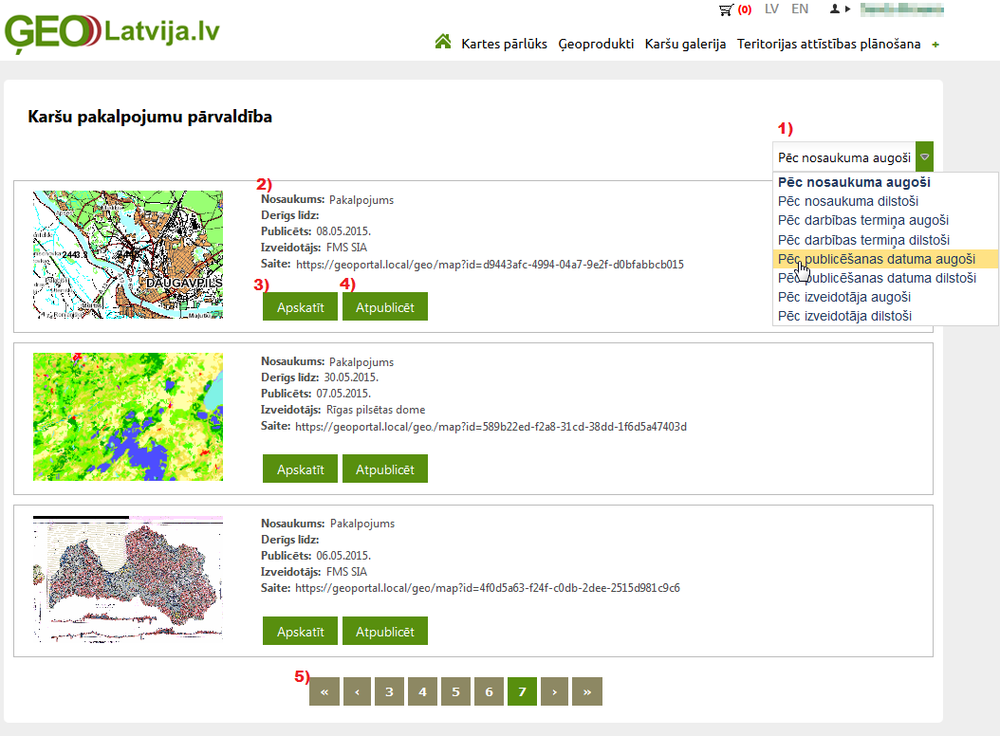 ĢEO Latvija.lv
(0) LV EN
Kartes pārlūks Ģeoprodukti Karšu galerija Teritorijas attīstības plānošana +
Karšu pakalpojumu pārvaldība
1)
Pēc nosaukuma augoši
Pēc nosaukuma augoši
Pēc nosaukuma dilstoši
Pēc darbības termiņa augoši
Pēc darbības termiņa dilstoši
Pēc publicēšanas datuma augoši
Pēc publicēšanas datuma dilstoši
Pēc izveidotāja augoši
Pēc izveidotāja dilstoši
2)
2443.3
DAUGAVPILS
Nosaukums: Pakalpojums
Derīgs līdz:
Publicēts: 08.05.2015.
Izveidotājs: FMS SIA
Saite: https://geoportal.local/geo/map?id=d9443afc-4994-04a7-9e2f-d0bfabbcb015
3) 4)
Apskatīt Atpublicēt
Nosaukums: Pakalpojums
Derīgs līdz: 30.05.2015.
Publicēts: 07.05.2015.
Izveidotājs: Rīgas pilsētas dome
Saite: https://geoportal.local/geo/map?id=589b22ed-f2a8-31cd-38dd-1f6d5a47403d
Apskatīt Atpublicēt
Nosaukums: Pakalpojums
Derīgs līdz:
Publicēts: 06.05.2015.
Izveidotājs: FMS SIA
Saite: https://geoportal.local/geo/map?id=4f0d5a63-f24f-c0db-2dee-2515d981c9c6
Apskatīt Atpublicēt
5)
« ‹ 3 4 5 6 7 › »